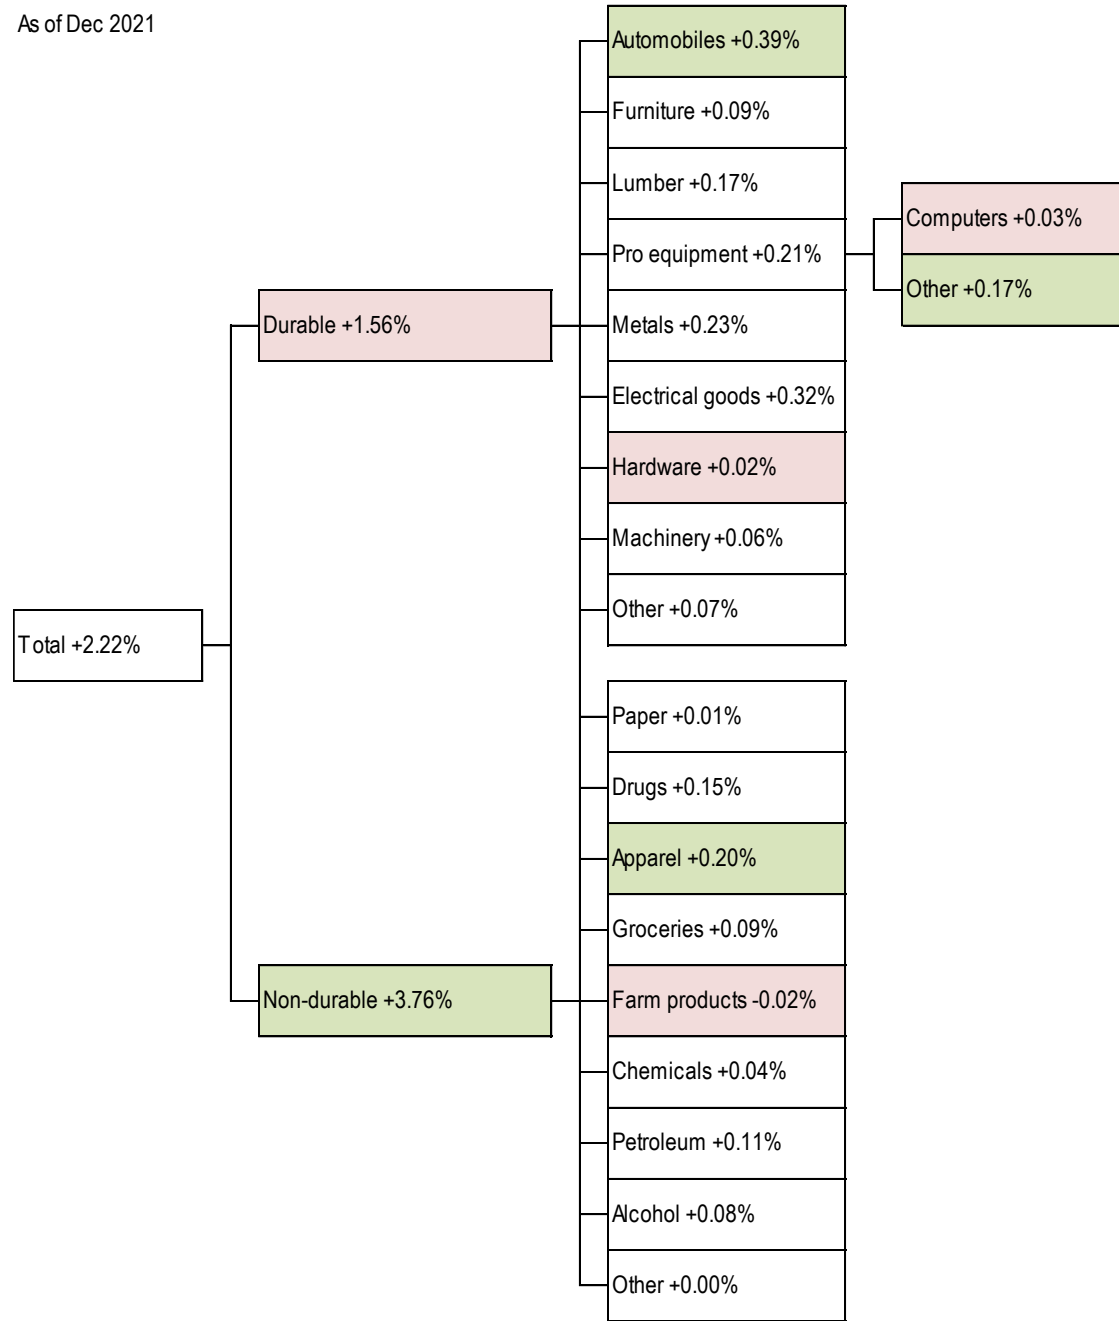 As of Dec 2021
Total +2.22%
Durable +1.56%
Automobiles +0.39%
Furniture +0.09%
Lumber +0.17%
Pro equipment +0.21%
Computers +0.03%
Other +0.17%
Metals +0.23%
Electrical goods +0.32%
Hardware +0.02%
Machinery +0.06%
Other +0.07%
Non-durable +3.76%
Paper +0.01%
Drugs +0.15%
Apparel +0.20%
Groceries +0.09%
Farm products -0.02%
Chemicals +0.04%
Petroleum +0.11%
Alcohol +0.08%
Other +0.00%